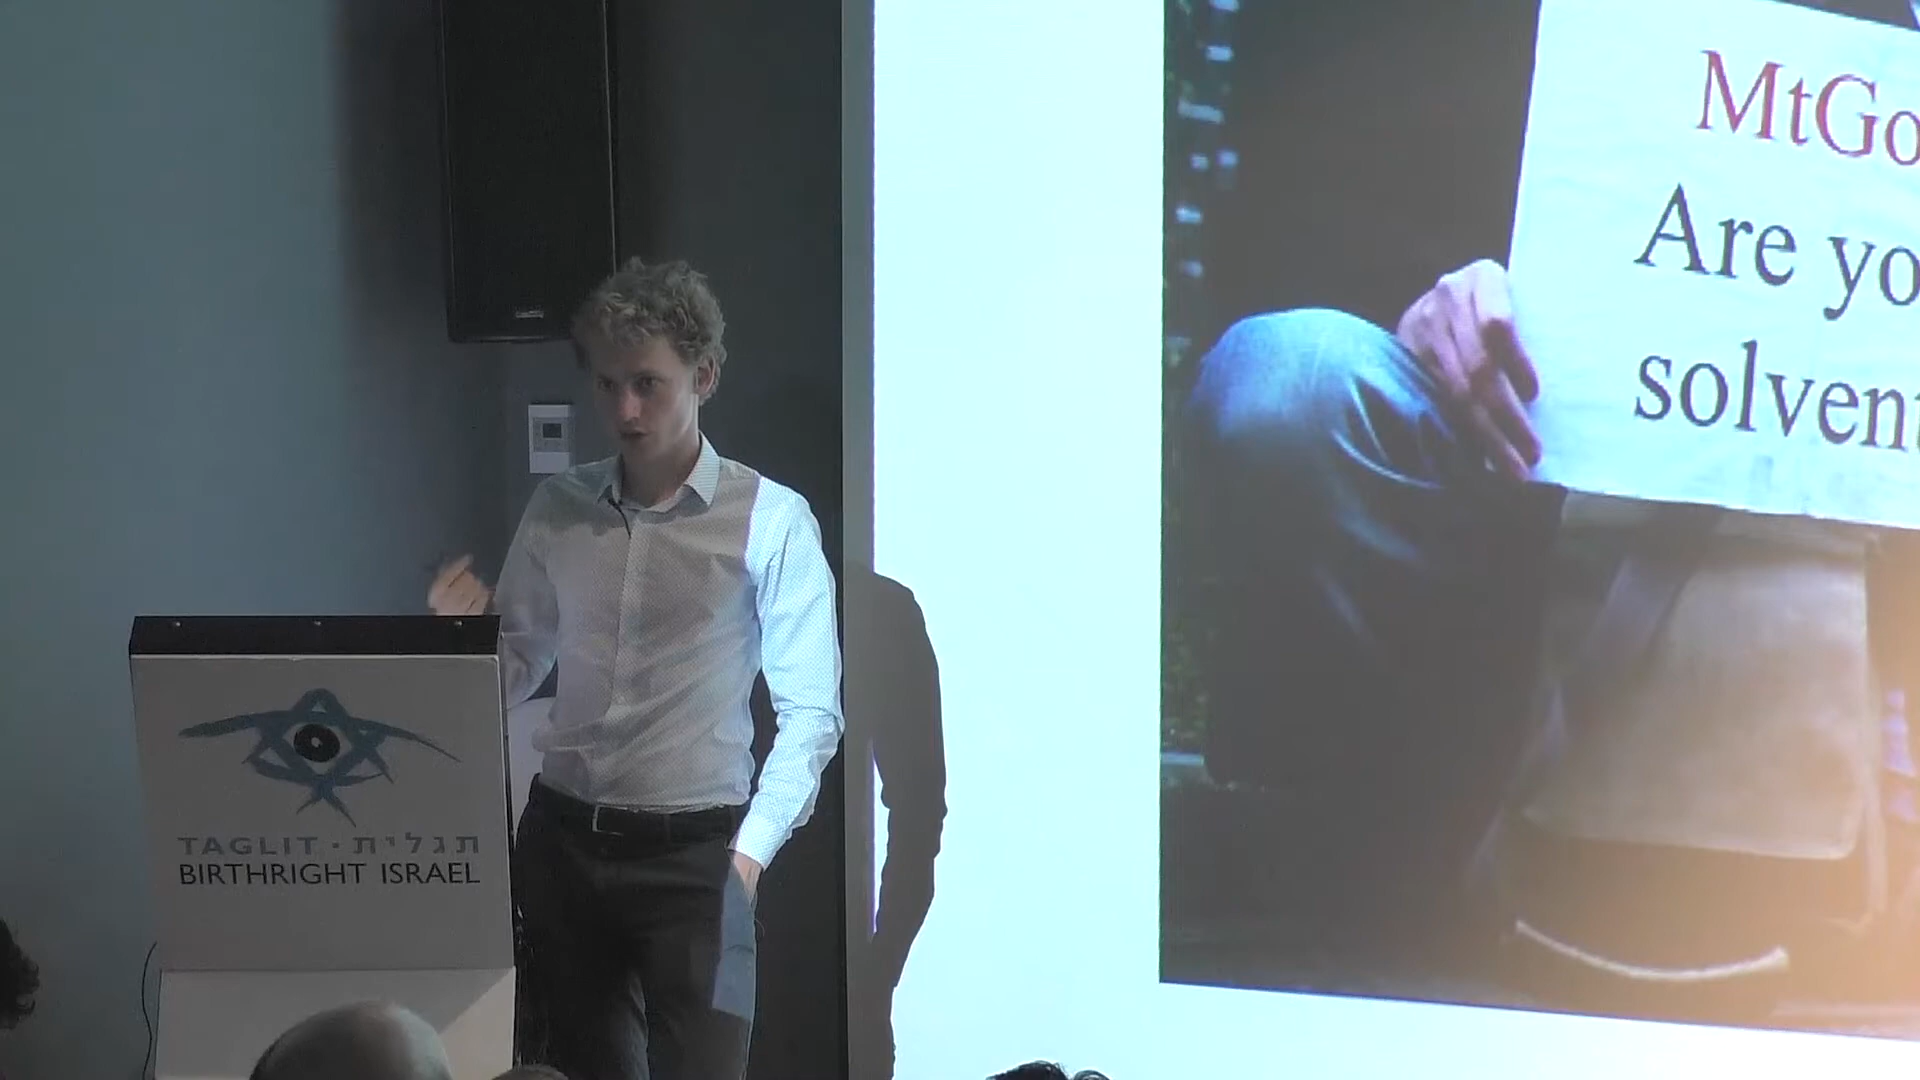 MtGo
Are yo
solvent
TAGLIT · תגלית
BIRTHRIGHT ISRAEL